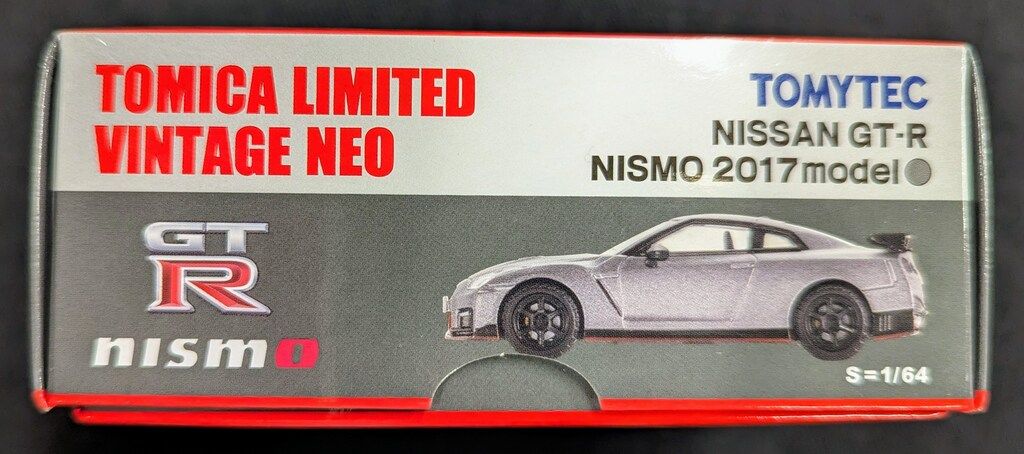 TOMICA LIMITED
VINTAGE NEO
TOMYTEC
NISSAN GT-R
NISMO 2017model
GT
R
nismo
S=1/64